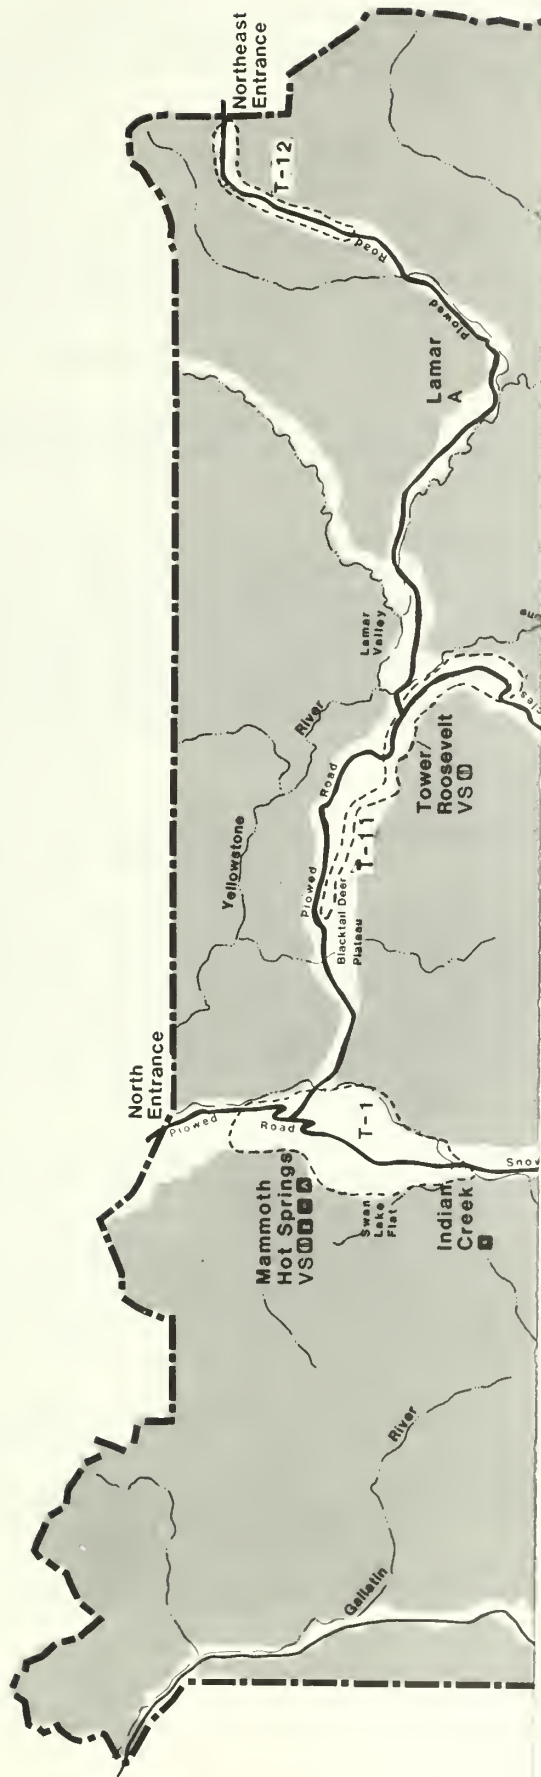 Northeast
Entrance
T-12
Road
Plowed
Lamar
A
Lamar
Valley
River
Yellowstone
Road
Plowed
Tower/
Roosevelt
VS
T-11
Blacktail Deer
Plateau
North
Entrance
Plowed
Road
T-1
Mammoth
Hot Springs
VS
Swan
Lake
Flat
Indian
Creek
Snow
River
Gallatin